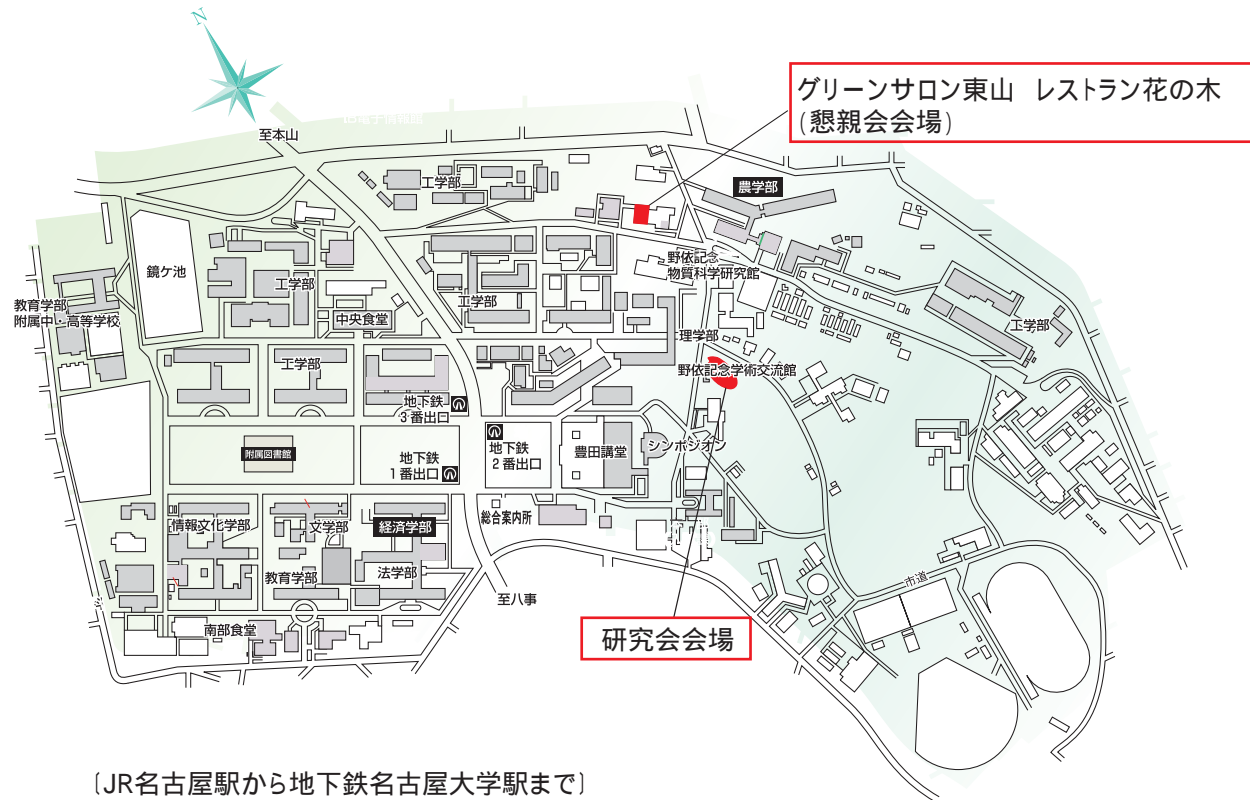 N
至本山
グリーンサロン東山　レストラン花の木
(懇親会会場)
工学部
農学部
鏡ケ池
教育学部
附属中・高等学校
工学部
中央食堂
工学部
野依記念
物質科学研究館
工学部
理学部
工学部
野依記念学術交流館
地下鉄
3番出口
地下鉄
2番出口
地下鉄
1番出口
附属図書館
豊田講堂
シンポジオン
総合案内所
情報文化学部
文学部
経済学部
教育学部
法学部
南部食堂
至八事
市道
研究会会場
〔JR名古屋駅から地下鉄名古屋大学駅まで〕